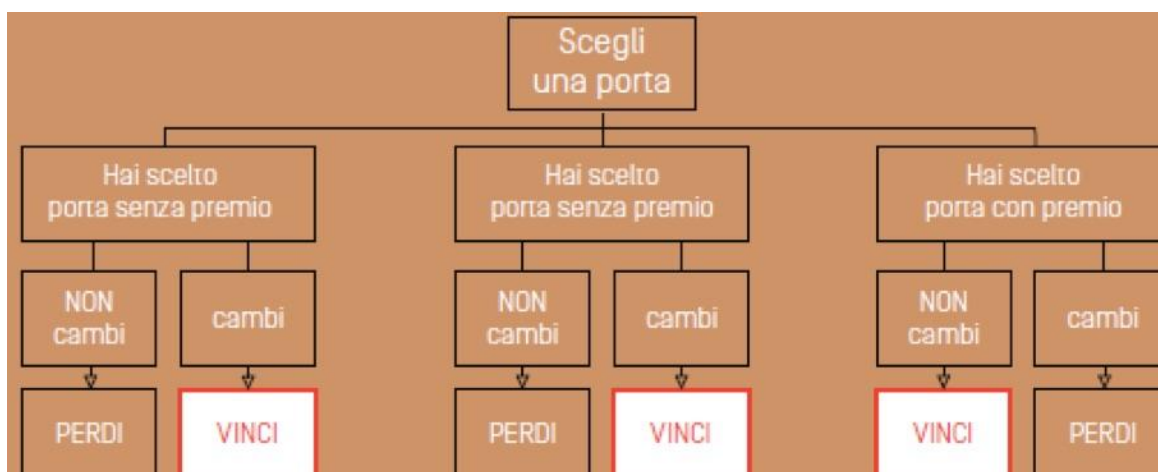 Scegli
una porta
Hai scelto
porta senza premio
Hai scelto
porta senza premio
Hai scelto
porta con premio
NON
cambi
cambi
NON
cambi
cambi
NON
cambi
cambi
PERDI
VINCI
PERDI
VINCI
VINCI
PERDI